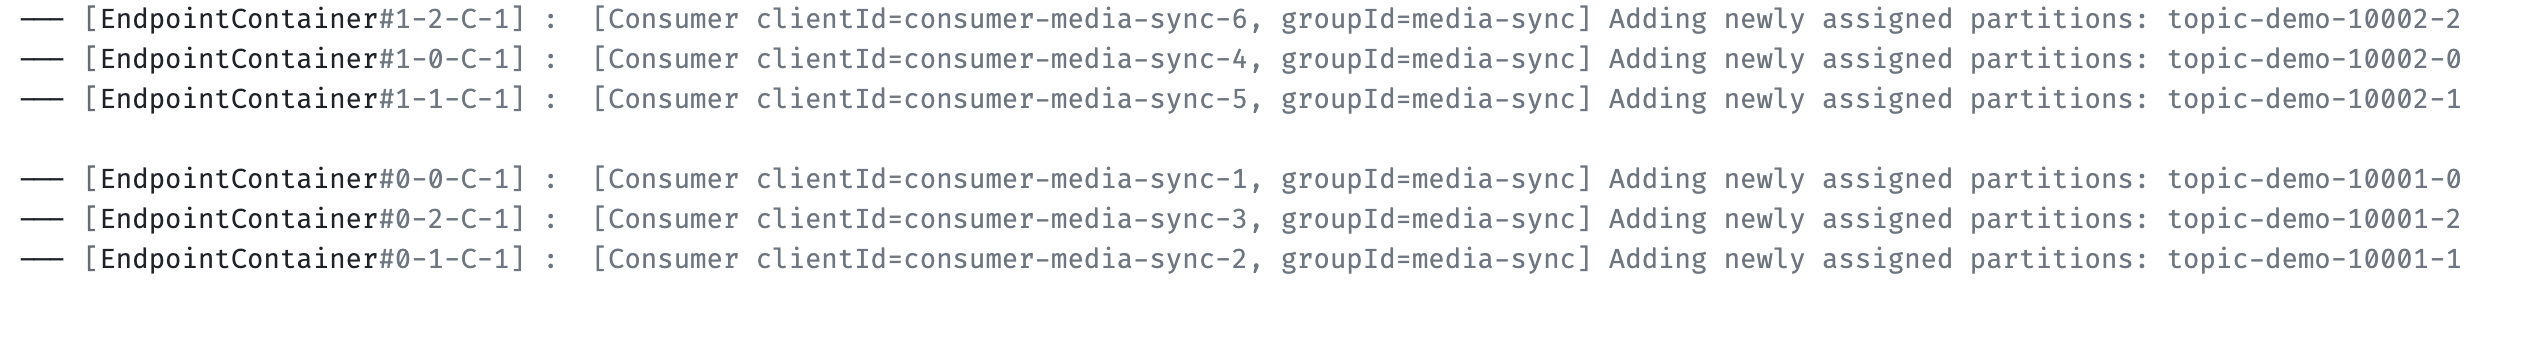 ——— [EndpointContainer#1-2-C-1] :  [Consumer clientId=consumer-media-sync-6, groupId=media-sync] Adding newly assigned partitions: topic-demo-10002-2
——— [EndpointContainer#1-0-C-1] :  [Consumer clientId=consumer-media-sync-4, groupId=media-sync] Adding newly assigned partitions: topic-demo-10002-0
——— [EndpointContainer#1-1-C-1] :  [Consumer clientId=consumer-media-sync-5, groupId=media-sync] Adding newly assigned partitions: topic-demo-10002-1
——— [EndpointContainer#0-0-C-1] :  [Consumer clientId=consumer-media-sync-1, groupId=media-sync] Adding newly assigned partitions: topic-demo-10001-0
——— [EndpointContainer#0-2-C-1] :  [Consumer clientId=consumer-media-sync-3, groupId=media-sync] Adding newly assigned partitions: topic-demo-10001-2
——— [EndpointContainer#0-1-C-1] :  [Consumer clientId=consumer-media-sync-2, groupId=media-sync] Adding newly assigned partitions: topic-demo-10001-1